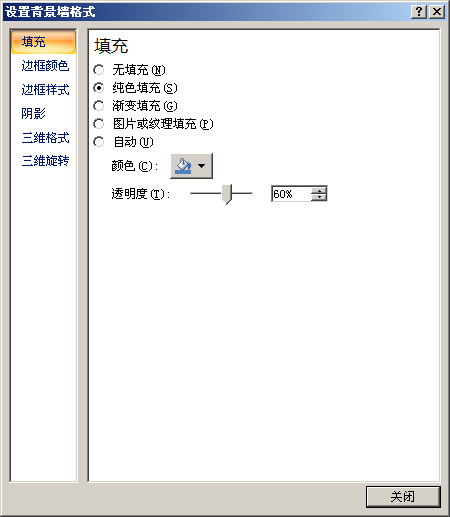 设置背景墙格式
填充
边框颜色
边框样式
阴影
三维格式
三维旋转
填充
无填充(N)
纯色填充(S)
渐变填充(G)
图片或纹理填充(P)
自动(U)
颜色(C):
透明度(T): 60%
关闭